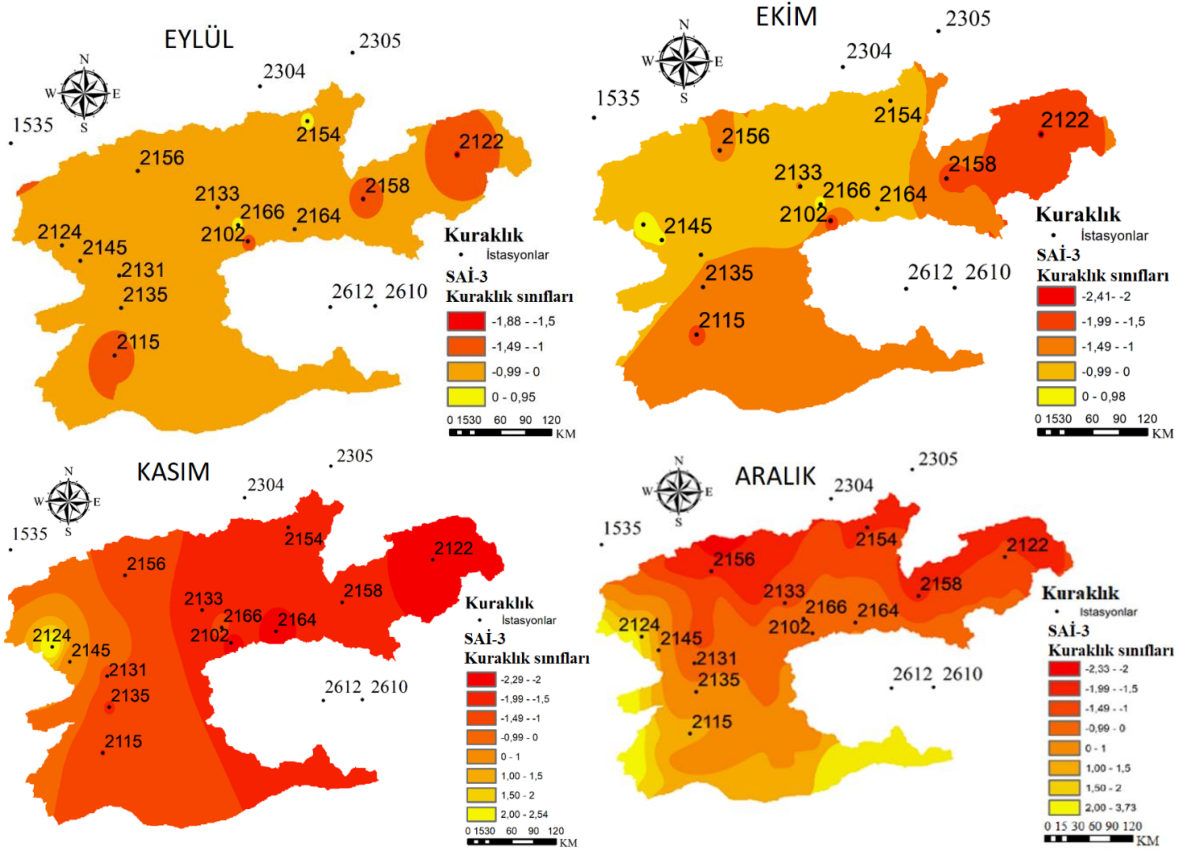 EYLÜL
2305
2304
N
W E
S
1535
2154
2122
2156
2158
2133
2166
2164
2102
2124
2145
2131
2135
2612 2610
2115
Kuraklık
İstasyonlar
SAİ-3
Kuraklık sınıfları
-1,88 - -1,5
-1,49 - -1
-0,99 - 0
0 - 0,95
0 1530 60 90 120
KM
EKİM
2305
2304
N
W E
S
1535
2154
2122
2156
2158
2133
2166
2164
2102
2145
2135
2612 2610
2115
Kuraklık
İstasyonlar
SAİ-3
Kuraklık sınıfları
-2,41- -2
-1,99 - -1,5
-1,49 - -1
-0,99 - 0
0 - 0,98
0 1530 60 90 120
KM
KASIM
2305
2304
N
W E
S
1535
2154
2122
2156
2158
2133
2166
2164
2102
2124
2145
2131
2135
2612 2610
2115
Kuraklık
İstasyonlar
SAİ-3
Kuraklık sınıfları
-2,29 - -2
-1,99 - -1,5
-1,49 - -1
-0,99 - 0
0 - 1
1,00 - 1,5
1,50 - 2
2,00 - 2,54
0 1530 60 90 120
KM
ARALIK
2305
2304
N
W E
S
1535
2154
2122
2156
2158
2133
2166
2164
2102
2124
2145
2131
2135
2612 2610
2115
Kuraklık
İstasyonlar
SAİ-3
Kuraklık sınıfları
-2,33 - -2
-1,99 - -1,5
-1,49 - -1
-0,99 - 0
0 - 1
1,00 - 1,5
1,50 - 2
2,00 - 3,73
0 15 30 60 90 120
KM